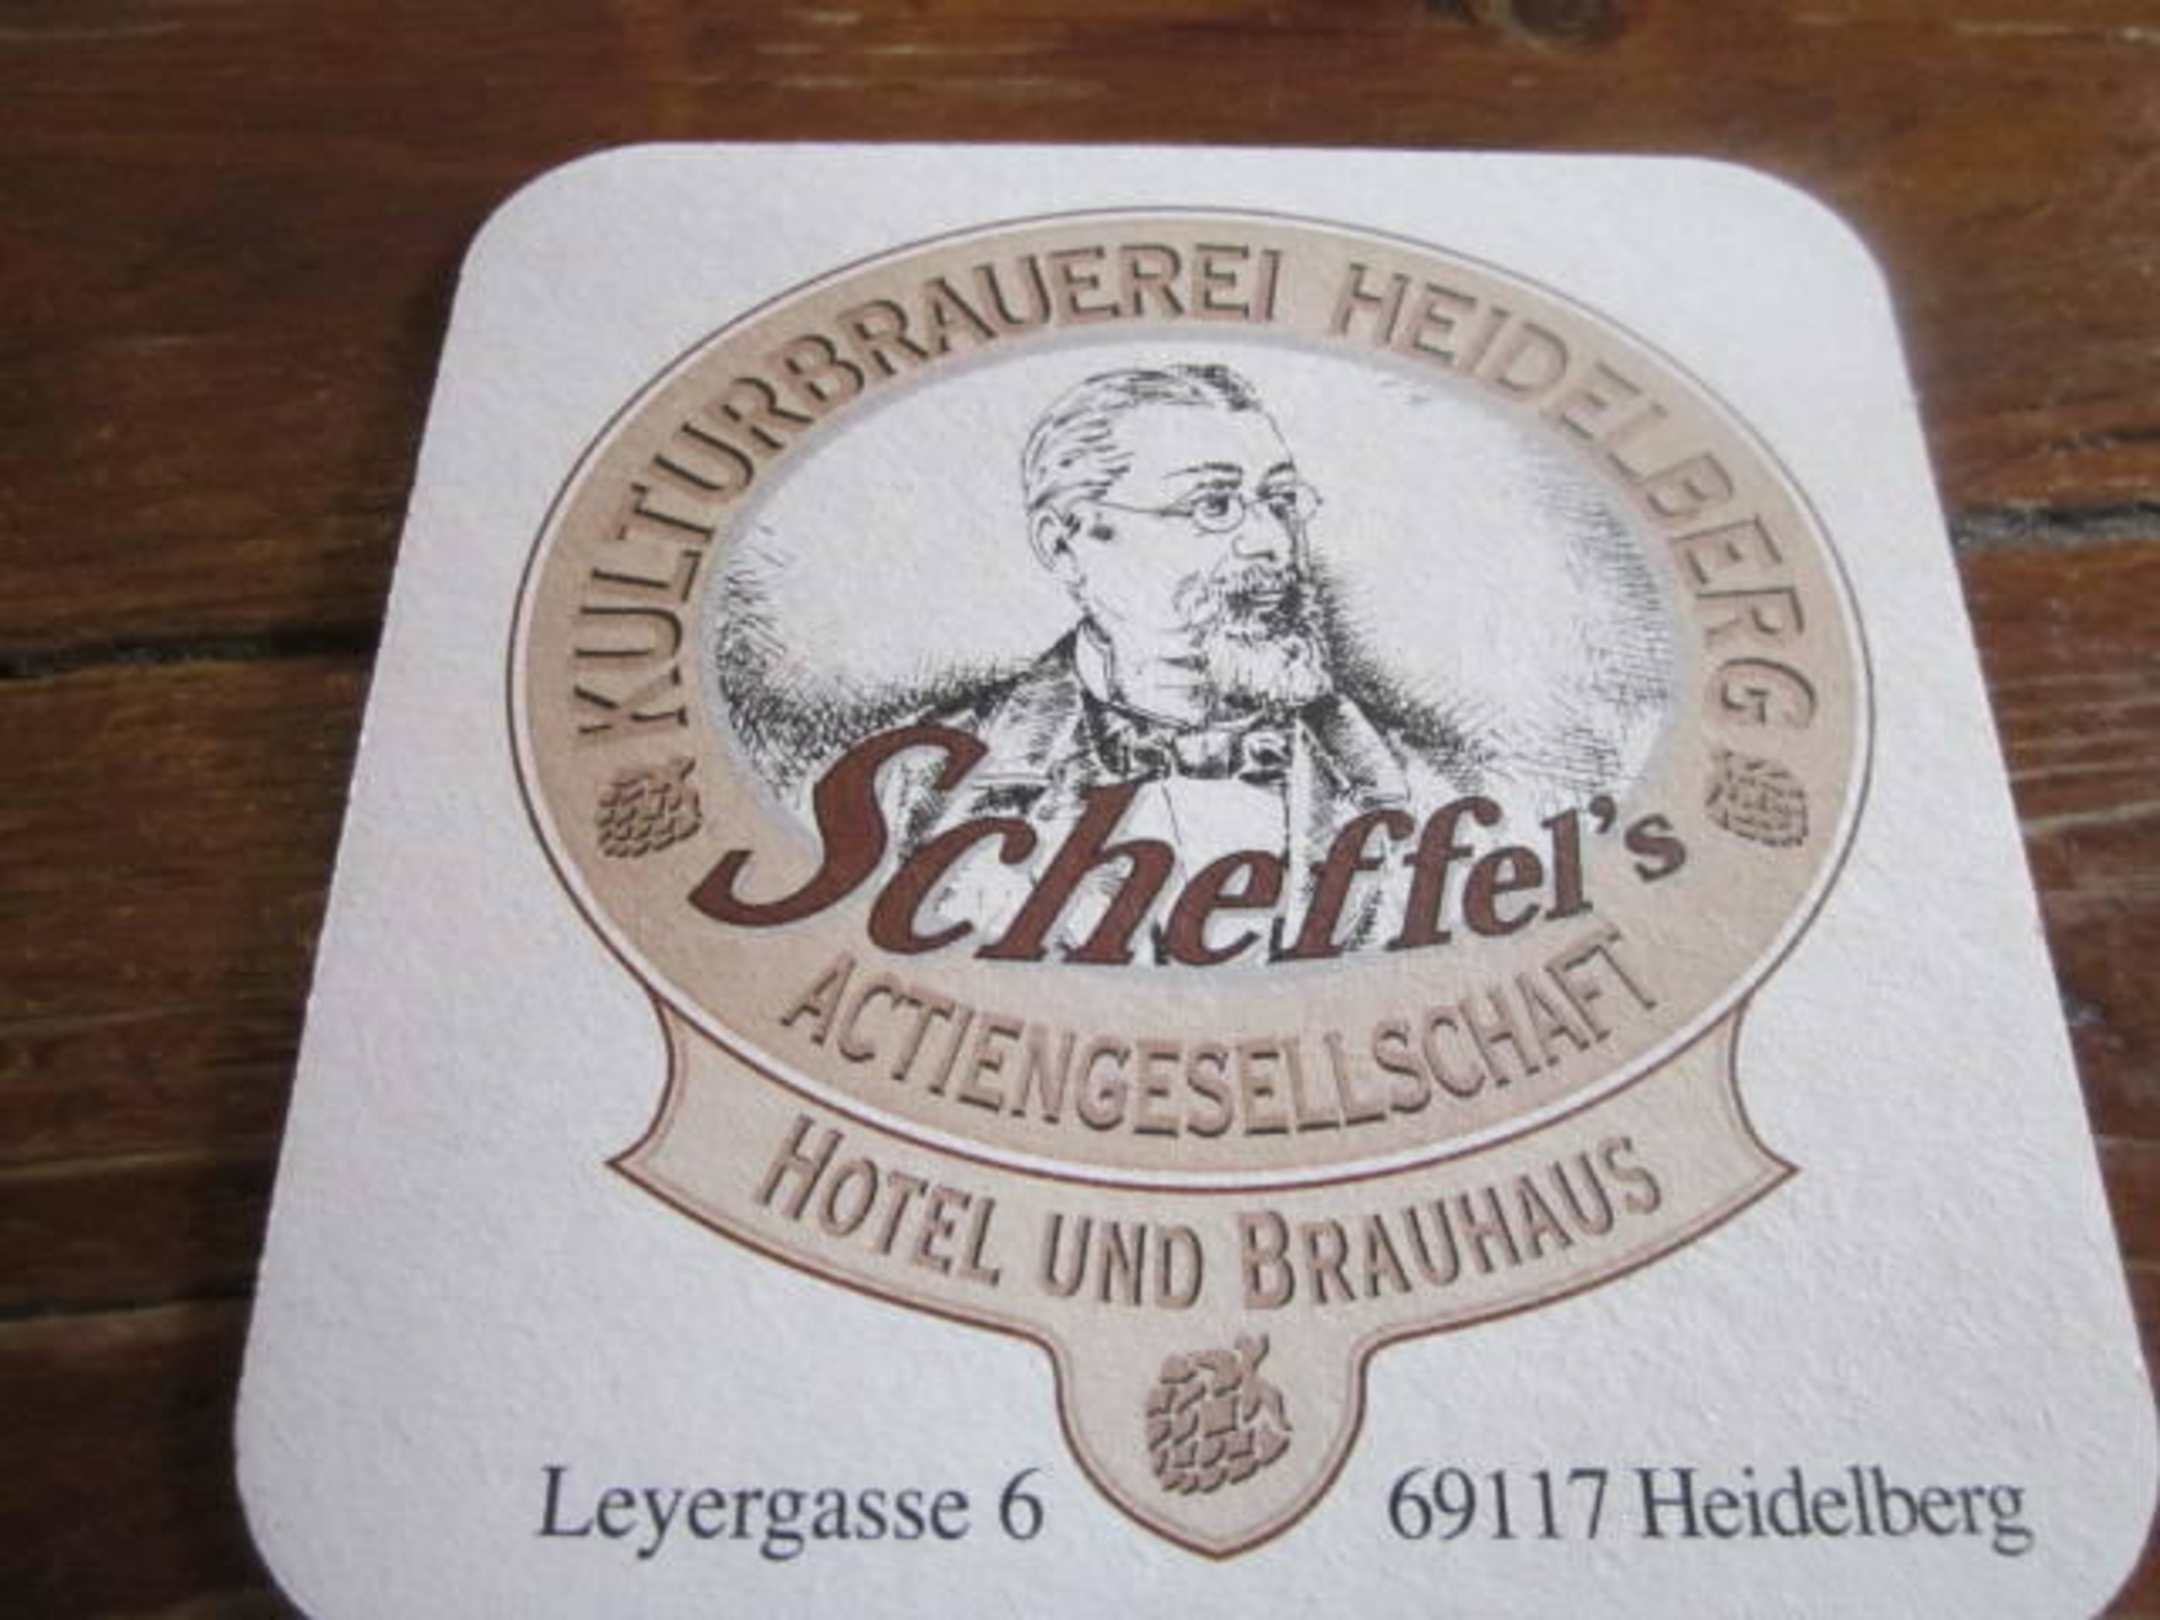 KULTURBRAUEREI HEIDELBERG
Scheffel's
ACTIENGESELLSCHAFT
HOTEL UND BRAUHAUS
Leyergasse 6
69117 Heidelberg